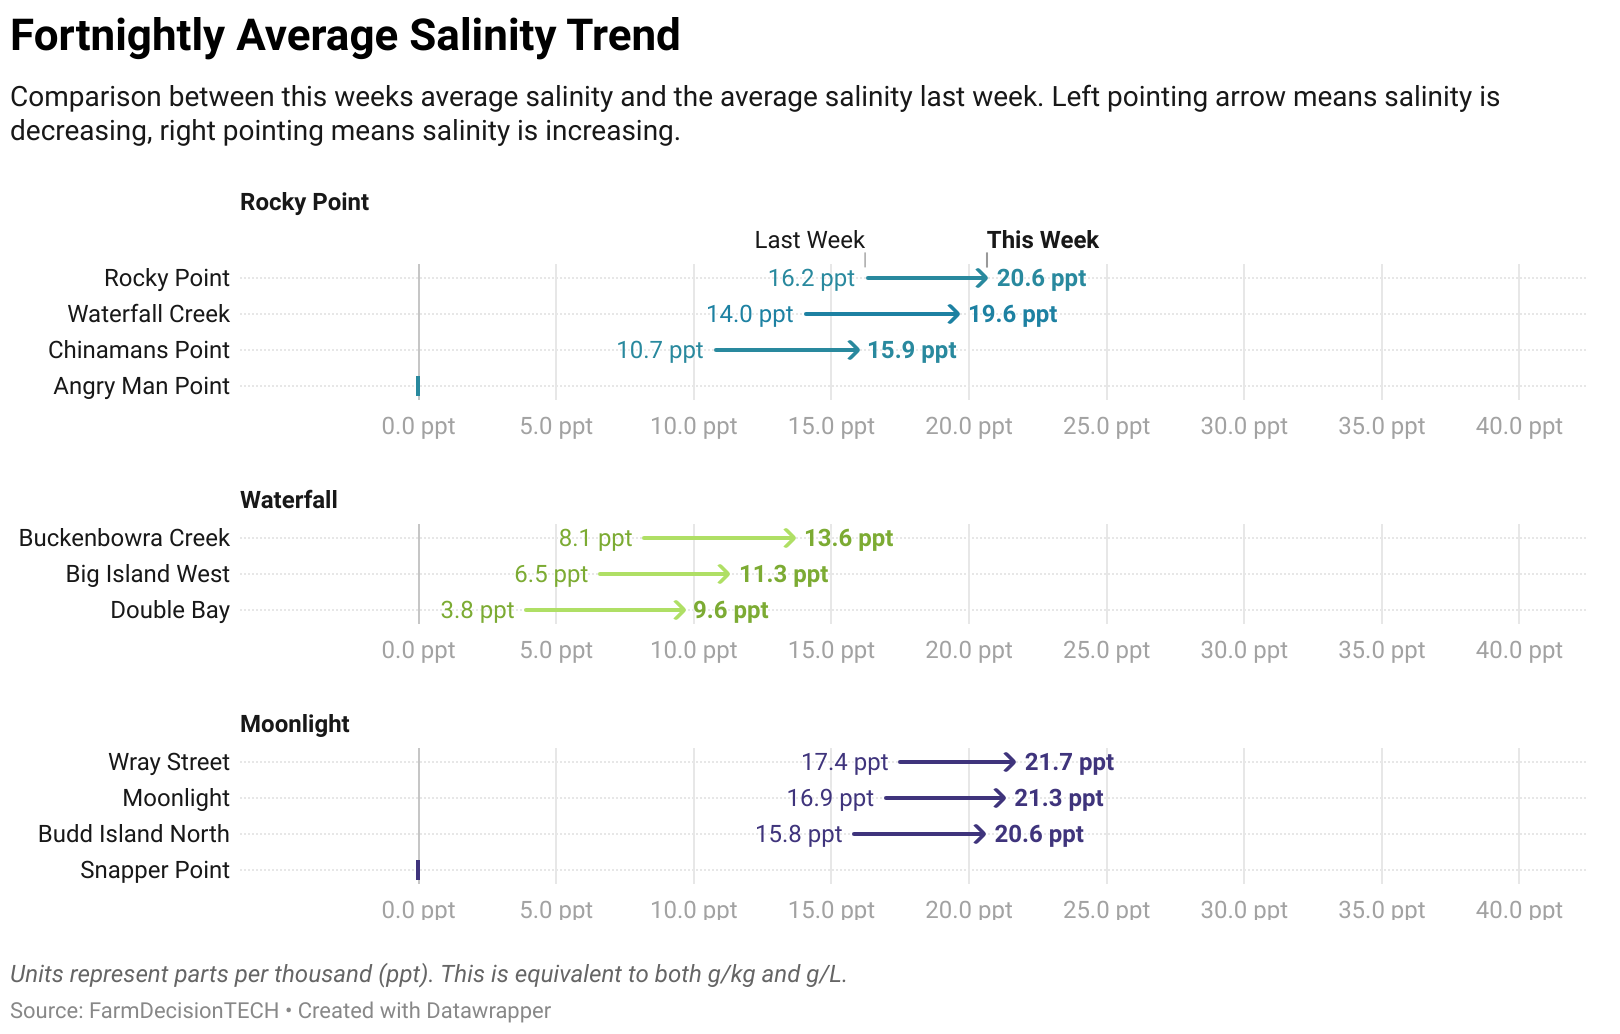 Fortnightly Average Salinity Trend
Comparison between this weeks average salinity and the average salinity last week. Left pointing arrow means salinity is
decreasing, right pointing means salinity is increasing.
Rocky Point
Last Week This Week
Rocky Point 16.2 ppt 20.6 ppt
Waterfall Creek 14.0 ppt 19.6 ppt
Chinamans Point 10.7 ppt 15.9 ppt
Angry Man Point
0.0 ppt 5.0 ppt 10.0 ppt 15.0 ppt 20.0 ppt 25.0 ppt 30.0 ppt 35.0 ppt 40.0 ppt
Waterfall
Buckenbowra Creek 8.1 ppt 13.6 ppt
Big Island West 6.5 ppt 11.3 ppt
Double Bay 3.8 ppt 9.6 ppt
0.0 ppt 5.0 ppt 10.0 ppt 15.0 ppt 20.0 ppt 25.0 ppt 30.0 ppt 35.0 ppt 40.0 ppt
Moonlight
Wray Street 17.4 ppt 21.7 ppt
Moonlight 16.9 ppt 21.3 ppt
Budd Island North 15.8 ppt 20.6 ppt
Snapper Point
0.0 ppt 5.0 ppt 10.0 ppt 15.0 ppt 20.0 ppt 25.0 ppt 30.0 ppt 35.0 ppt 40.0 ppt
Units represent parts per thousand (ppt). This is equivalent to both g/kg and g/L.
Source: FarmDecisionTECH • Created with Datawrapper